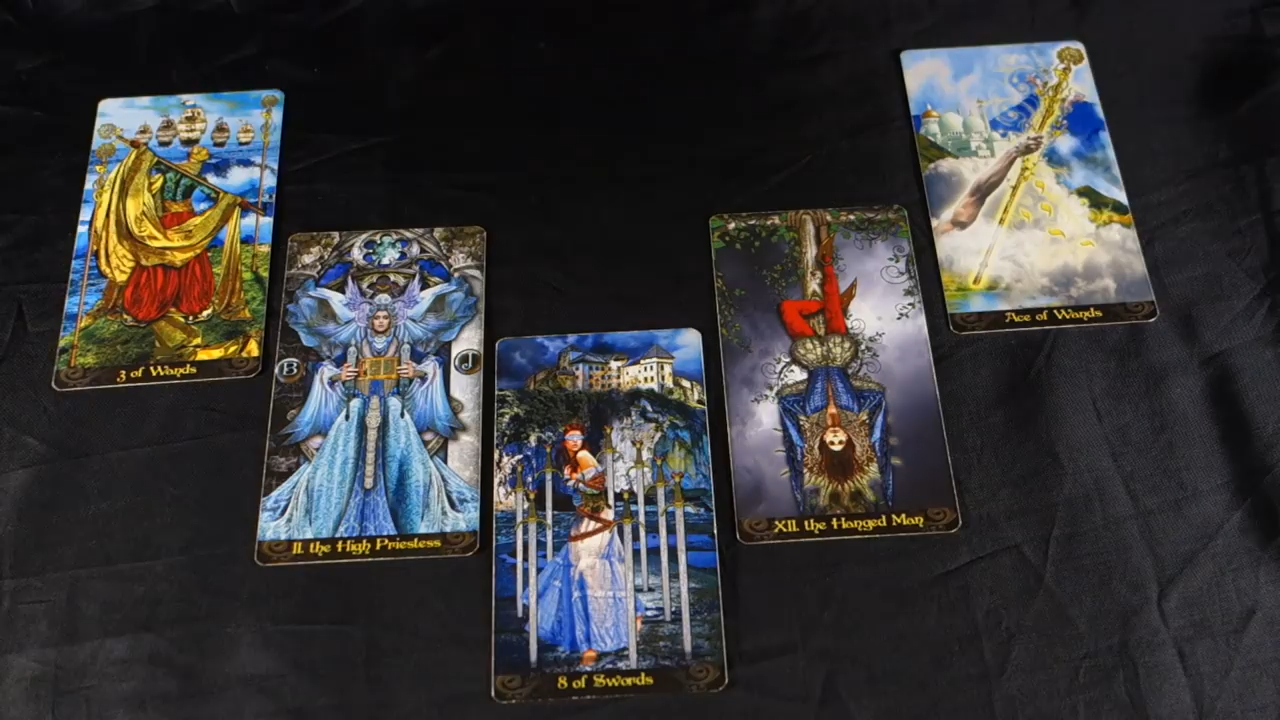 3 of Wands
B
J
II. the High Priestess
8 of Swords
XII. the Hanged Man
Ace of Wands